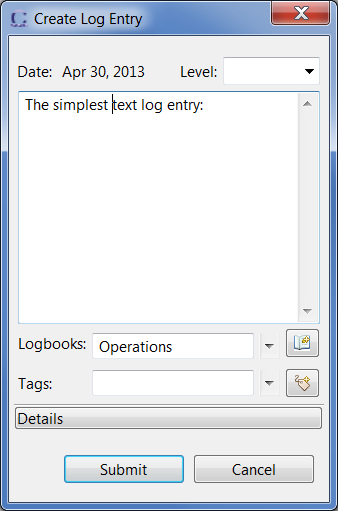 Create Log Entry
Date: Apr 30, 2013 Level:
The simplest text log entry:
Logbooks: Operations
Tags:
Details
Submit Cancel